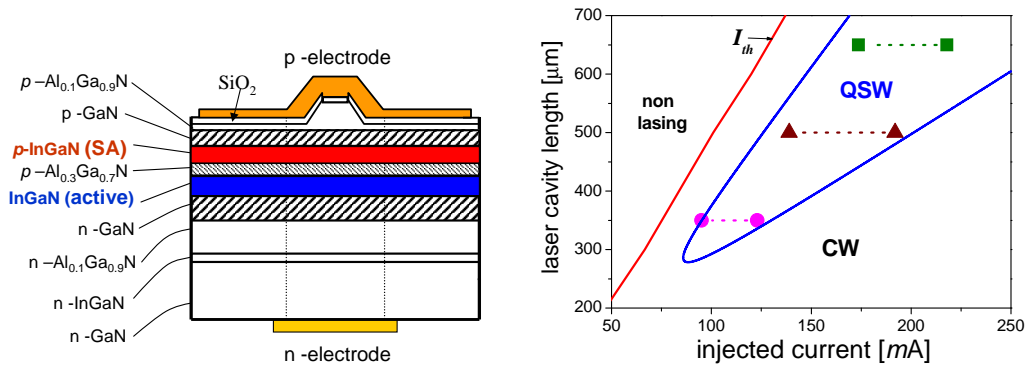 p -electrode
SiO2
p –Al0.1Ga0.9N
p -GaN
p-InGaN (SA)
p –Al0.3Ga0.7N
InGaN (active)
n -GaN
n –Al0.1Ga0.9N
n -InGaN
n -GaN
n -electrode
laser cavity length [μm]
700
600
500
400
300
200
Ith
non
lasing
QSW
CW
50
100
150
200
250
injected current [mA]